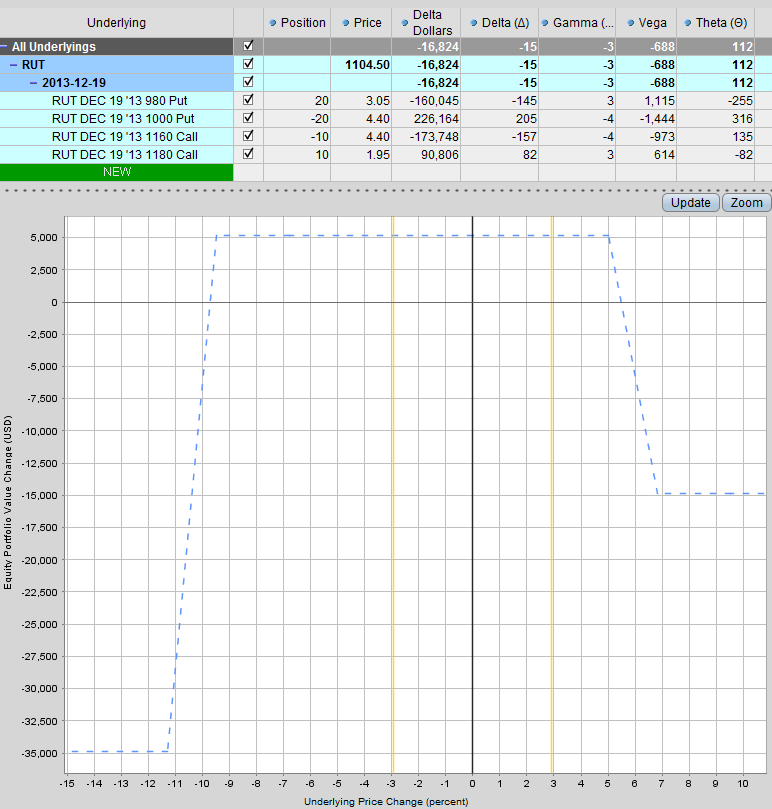 Underlying Position Price Delta Dollars Delta (Δ) Gamma (... Vega Theta (Θ)
All Underlyings -16,824 -15 -3 -688 112
RUT 1104.50 -16,824 -15 -3 -688 112
2013-12-19 -16,824 -15 -3 -688 112
RUT DEC 19 '13 980 Put 20 3.05 -160,045 -145 3 1,115 -255
RUT DEC 19 '13 1000 Put -20 4.40 226,164 205 -4 -1,444 316
RUT DEC 19 '13 1160 Call -10 4.40 -173,748 -157 -4 -973 135
RUT DEC 19 '13 1180 Call 10 1.95 90,806 82 3 614 -82
NEW
Update Zoom
5,000
2,500
0
-2,500
-5,000
-7,500
-10,000
-12,500
-15,000
-17,500
-20,000
-22,500
-25,000
-27,500
-30,000
-32,500
-35,000
Equity Portfolio Value Change (USD)
-15 -14 -13 -12 -11 -10 -9 -8 -7 -6 -5 -4 -3 -2 -1 0 1 2 3 4 5 6 7 8 9 10
Underlying Price Change (percent)